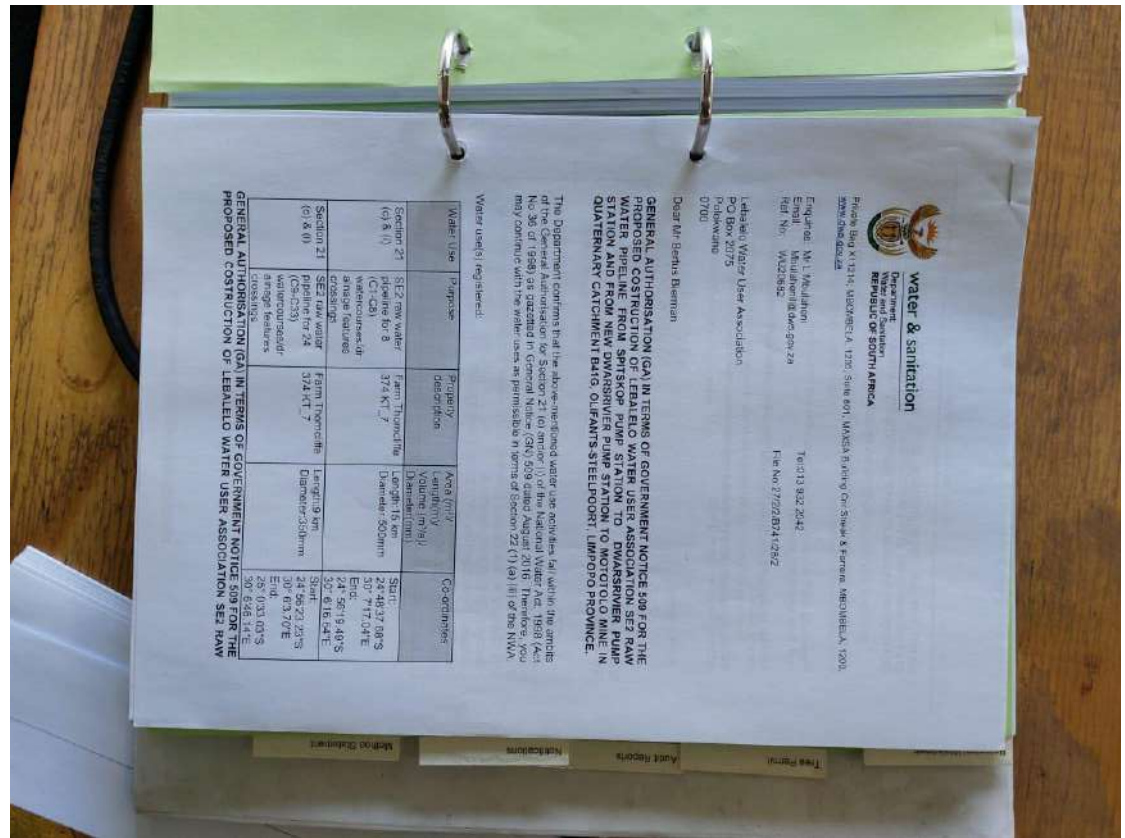 water & sanitation
Department:
Water and Sanitation
REPUBLIC OF SOUTH AFRICA
Private Bag X11214, MBOMBELA, 1200, Suite 801, MAXSA Building Cnr Streak & Ferreira, MBOMBELA, 1200,
www.dws.gov.za
Enquiries: Mr L Mbulaheni
Email:
Ref. No: WU20682
Tel:013 932 2042
File No:27/2/2/B741/28/2
Lebalelo Water User Association
PO Box 2075
Polokwane
0700
Dear Mr Bertus Bierman
GENERAL AUTHORISATION (GA) IN TERMS OF GOVERNMENT NOTICE 509 FOR THE
PROPOSED COSTRUCTION OF LEBALELO WATER USER ASSOCIATION SE2 RAW
WATER PIPELINE FROM SPITSKOP PUMP STATION TO DWARSRIVIER PUMP
STATION AND FROM NEW DWARSRIVIER PUMP STATION TO MOTOTOLO MINE IN
QUATERNARY CATCHMENT B41G, OLIFANTS-STEELPOORT, LIMPOPO PROVINCE.
The Department confirms that the above-mentioned water use activities fall within the ambits
of the General Authorisation for Section 21 (c) and/or (i) of the National Water Act, 1998 (Act
No 36 of 1998) as gazetted in General Notice (GN) 509 dated August 2016. Therefore, you
may continue with the water uses as permissible in terms of Section 22 (1) (a) (iii) of the NWA.
Water use(s) registered:
Water Use Purpose Property description Area (m²)/ Length(m)/ Volume (m³/a)/ Diameter(mm) Co-ordinates
Section 21 SE2 raw water Farm Thorncliffe Length:15 km Start:
(c) & (i) pipeline for 8 374 KT_7 Diameter: 500mm 24° 48'37.68"S
(C1-C8) 30° 7'17.04"E
watercourses/dr End:
ainage features 24° 56'19.49"S
crossings 30° 6'16.64"E
Section 21 SE2 raw water Farm Thorncliffe Length:9 km Start:
(c) & (i) pipeline for 24 374 KT_7 Diameter:350mm 24° 56'23.23"S
(C9-C33) 30° 6'3.70"E
watercourses/dr End:
ainage features 25° 0'33.03"S
crossings 30° 6'46.14"E
GENERAL AUTHORISATION (GA) IN TERMS OF GOVERNMENT NOTICE 509 FOR THE
PROPOSED COSTRUCTION OF LEBALELO WATER USER ASSOCIATION SE2 RAW
Method Statement
Notifications
Audit Reports
Tree Permit